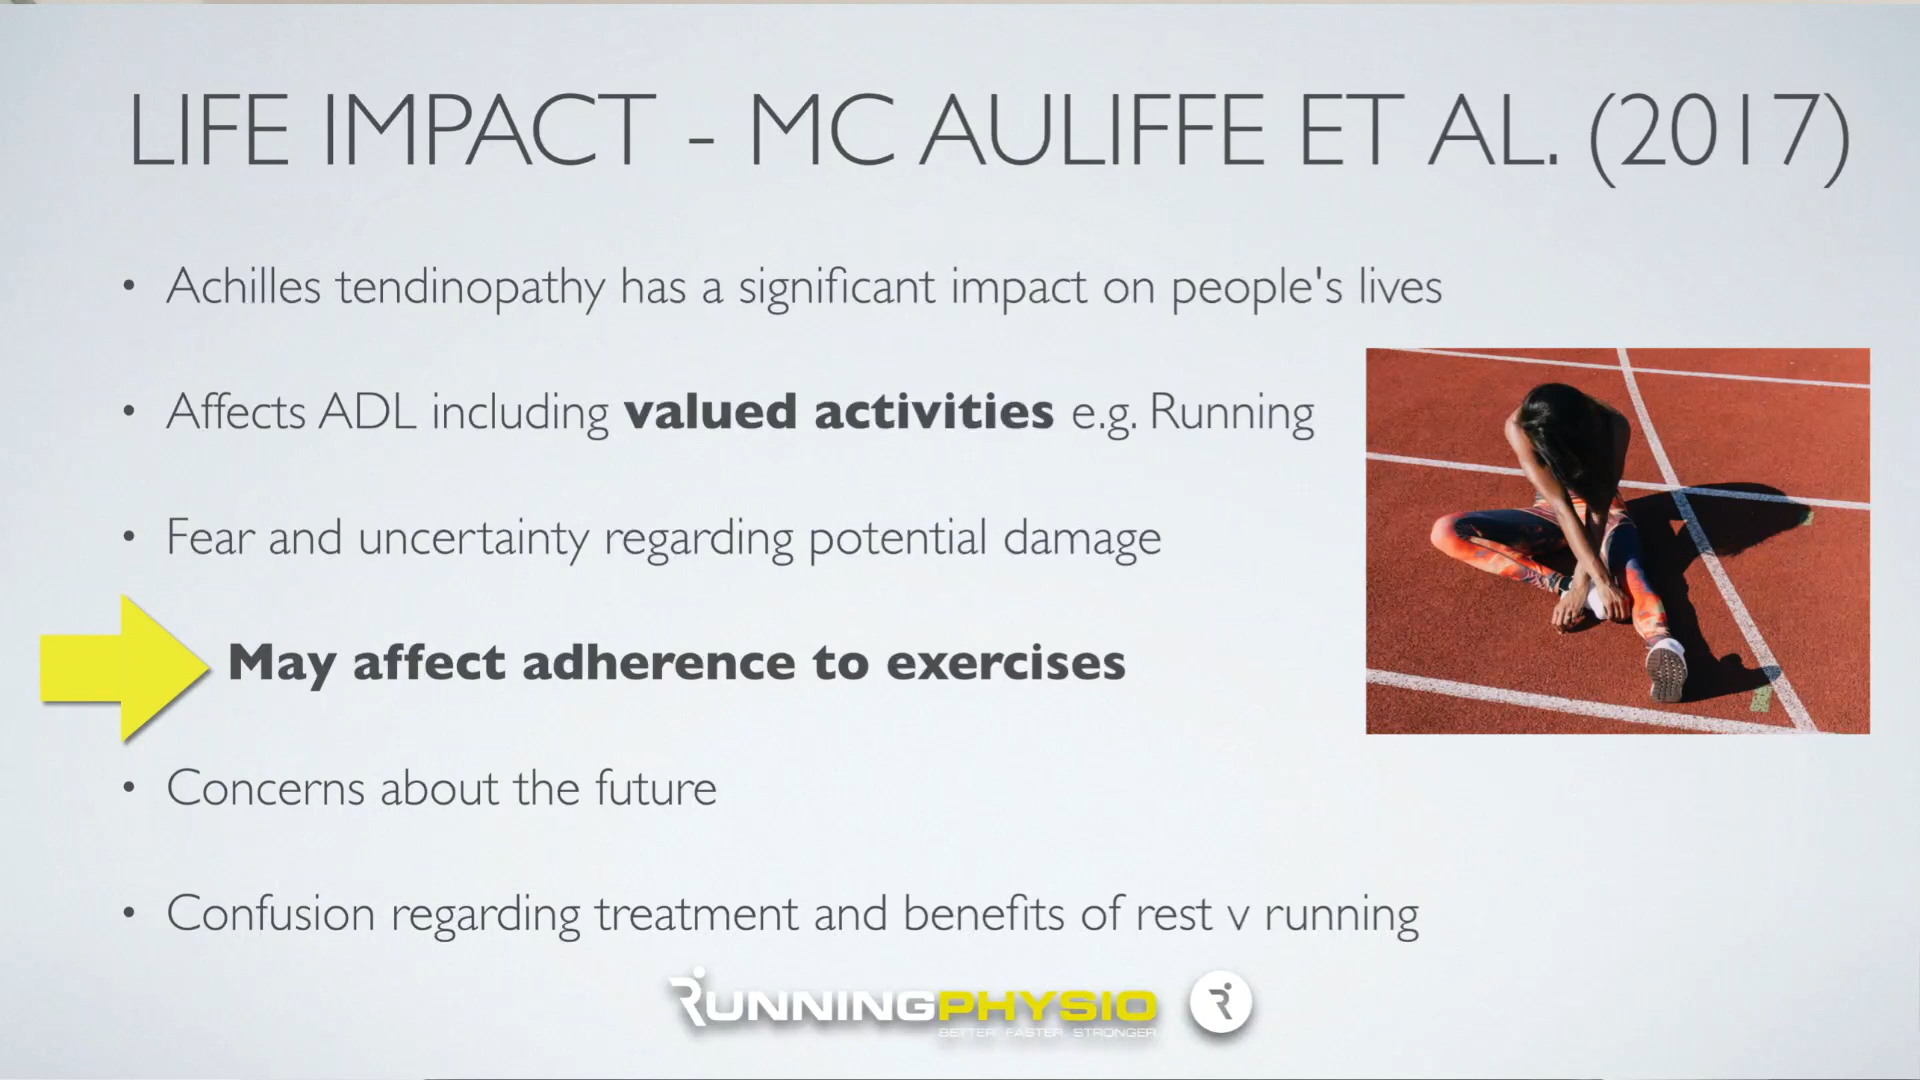 LIFE IMPACT - MC AULIFFE ET AL. (2017)
• Achilles tendinopathy has a significant impact on people's lives
• Affects ADL including valued activities e.g. Running
• Fear and uncertainty regarding potential damage
May affect adherence to exercises
• Concerns about the future
• Confusion regarding treatment and benefits of rest v running
RUNNINGPHYSIO
BETTER FASTER STRONGER